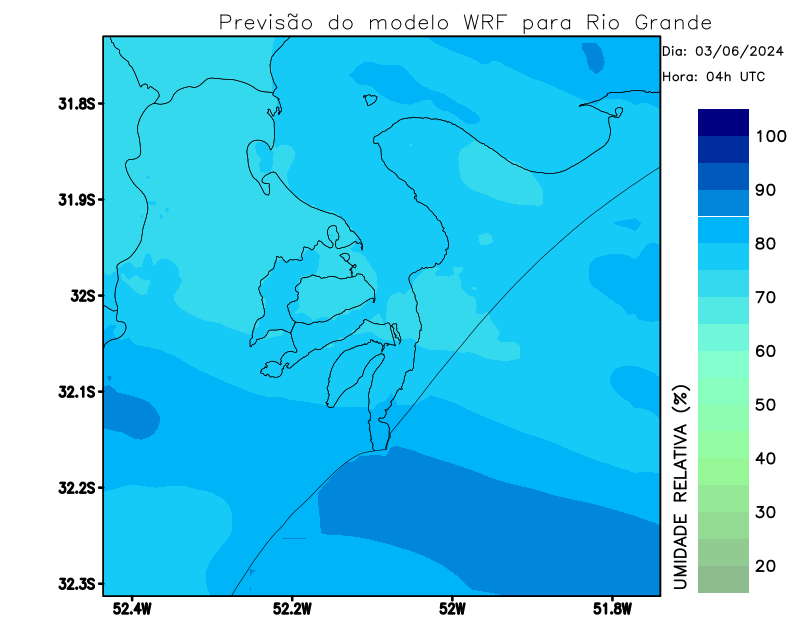 Previsão do modelo WRF para Rio Grande
Dia: 03/06/2024
Hora: 04h UTC
31.8S
31.9S
32S
32.1S
32.2S
32.3S
52.4W
52.2W
52W
51.8W
100
90
80
70
60
50
40
30
20
UMIDADE RELATIVA (%)